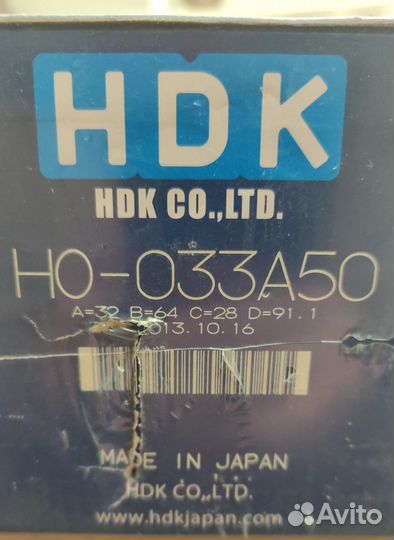 HDK
HDK CO.,LTD.
HO-033A50
A=32 B=64 C=28 D=91.1
2013.10.16
MADE IN JAPAN
HDK CO.,LTD.
www.hdkjapan.com
Avito